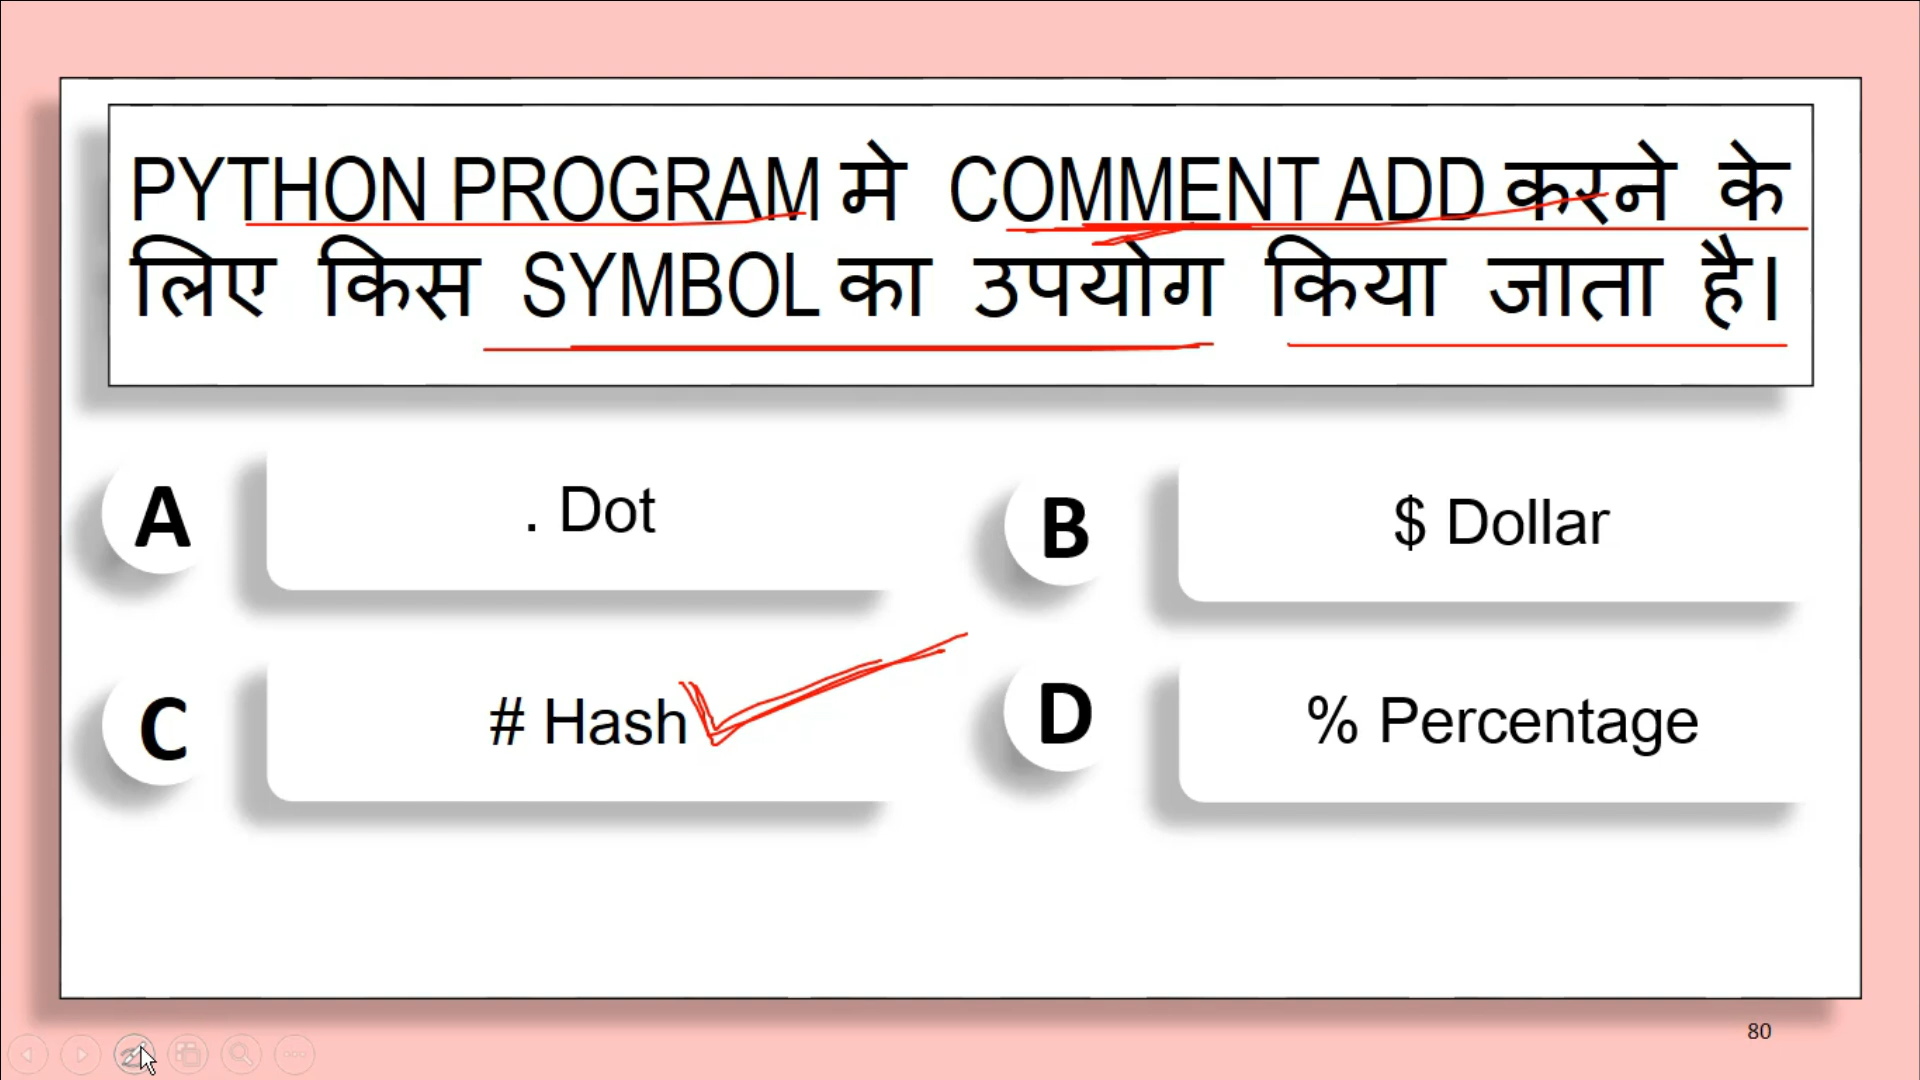 PYTHON PROGRAM मे COMMENT ADD करने के
लिए किस SYMBOL का उपयोग किया जाता है।
A . Dot
B $ Dollar
C # Hash
D % Percentage
80